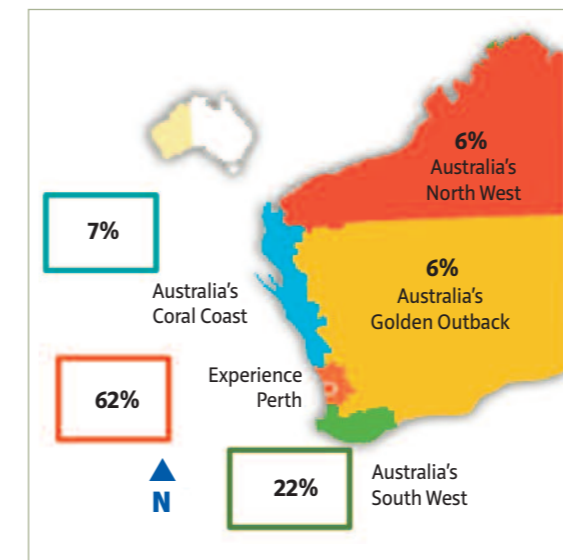 6%
Australia's
North West
7%
6%
Australia's
Golden Outback
Australia's
Coral Coast
Experience
Perth
62%
N
22%
Australia's
South West